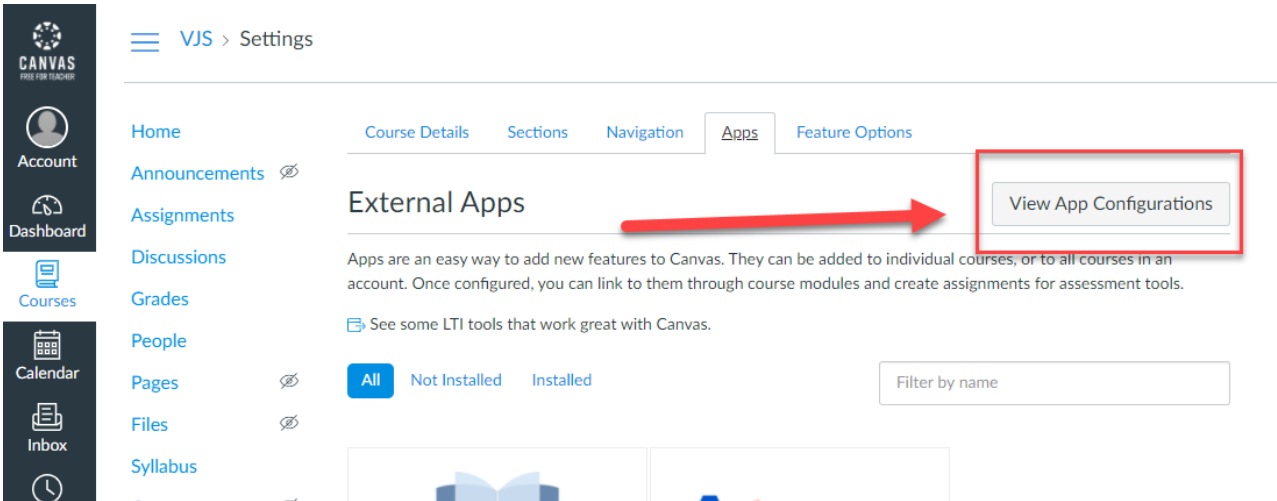 CANVAS
FREE FOR TEACHER
Account
Dashboard
Courses
Calendar
Inbox
VJS > Settings
Home
Announcements
Assignments
Discussions
Grades
People
Pages
Files
Syllabus
Course Details Sections Navigation Apps Feature Options
External Apps
View App Configurations
Apps are an easy way to add new features to Canvas. They can be added to individual courses, or to all courses in an
account. Once configured, you can link to them through course modules and create assignments for assessment tools.
See some LTI tools that work great with Canvas.
All Not Installed Installed
Filter by name